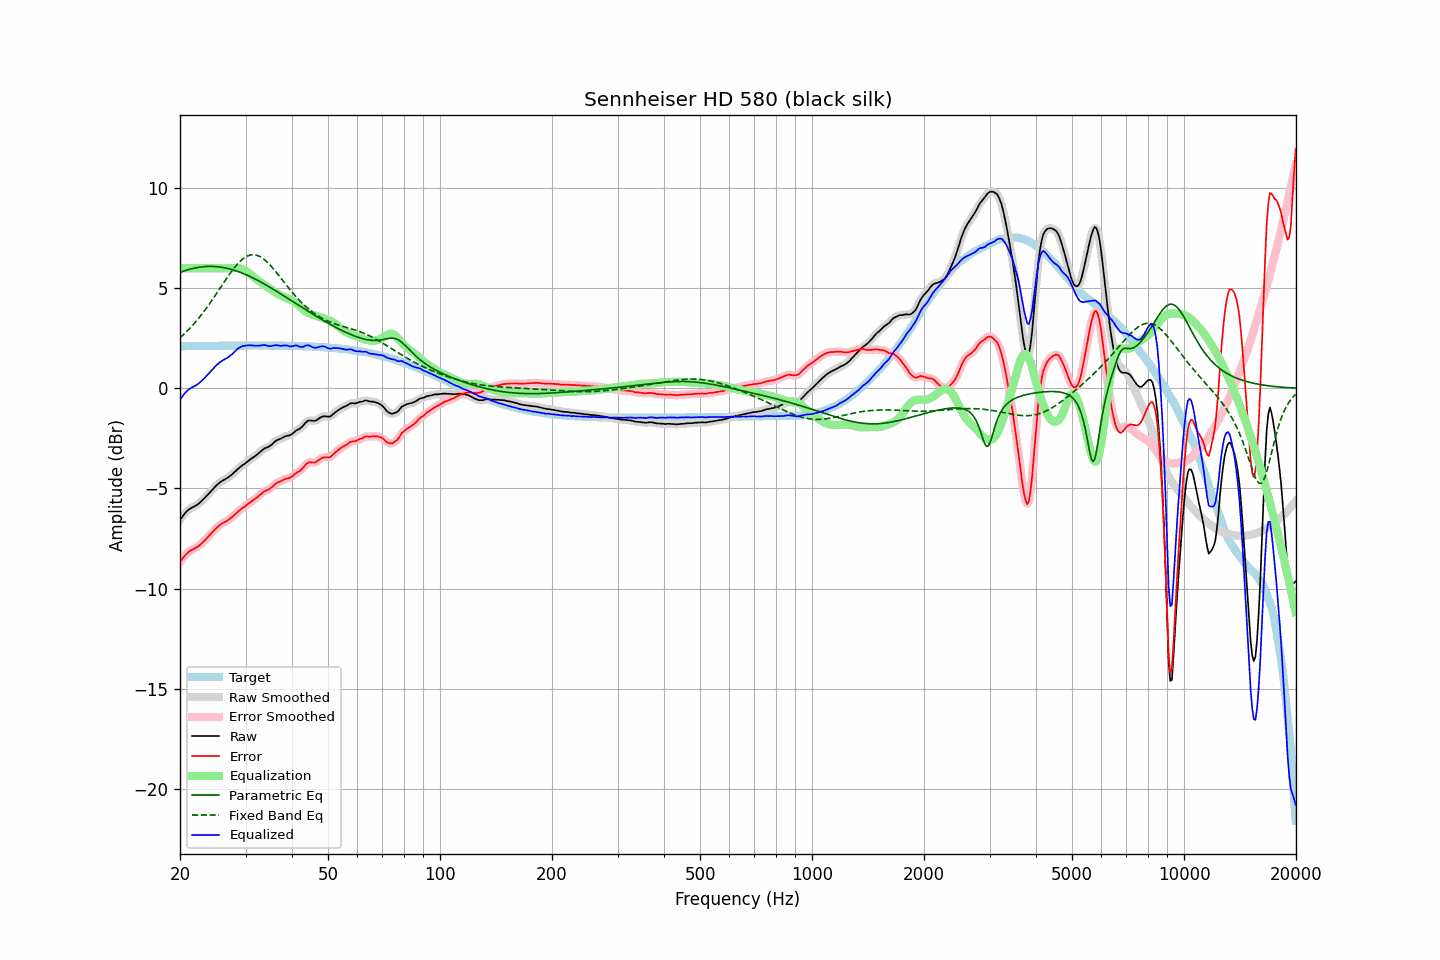 Sennheiser HD 580 (black silk)
Amplitude (dBr)
10
5
0
−5
−10
−15
−20
Target
Raw Smoothed
Error Smoothed
Raw
Error
Equalization
Parametric Eq
Fixed Band Eq
Equalized
20 50 100 200 500 1000 2000 5000 10000 20000
Frequency (Hz)